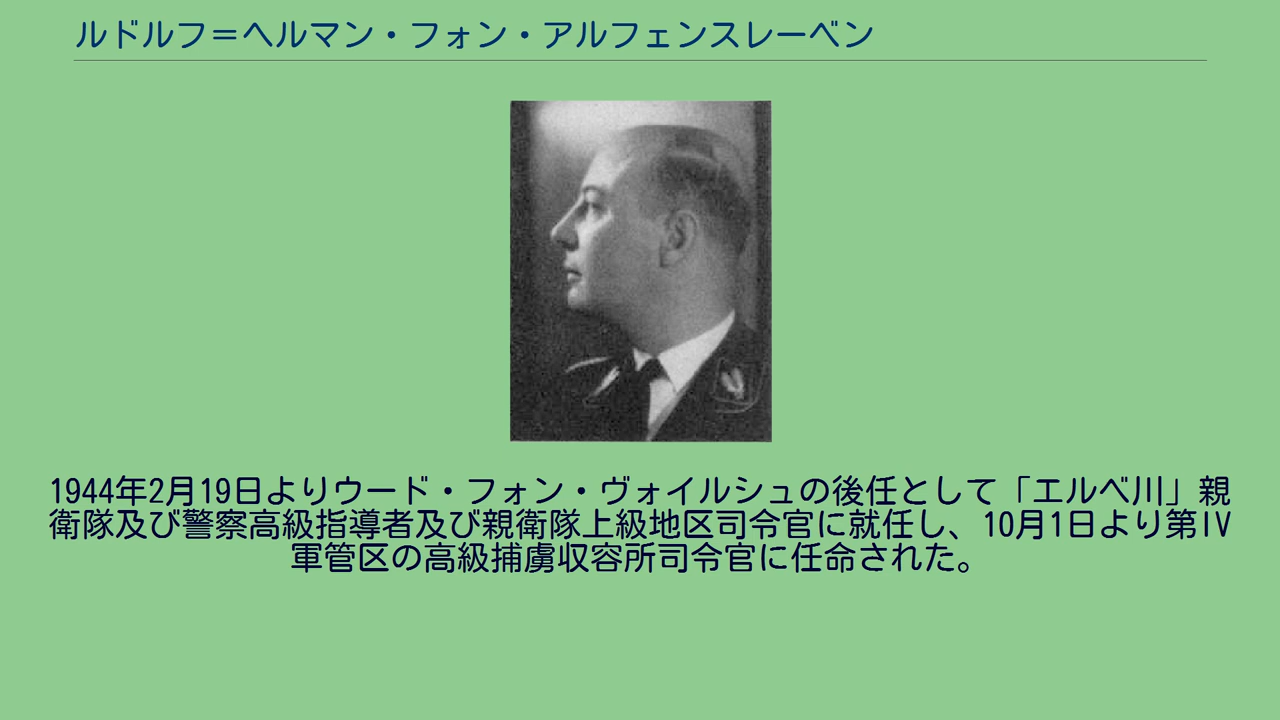 ルドルフ＝ヘルマン・フォン・アルフェンスレーベン
1944年2月19日よりウード・フォン・ヴォイルシュの後任として「エルベ川」親
衛隊及び警察高級指導者及び親衛隊上級地区司令官に就任し、10月1日より第IV
軍管区の高級捕虜収容所司令官に任命された。